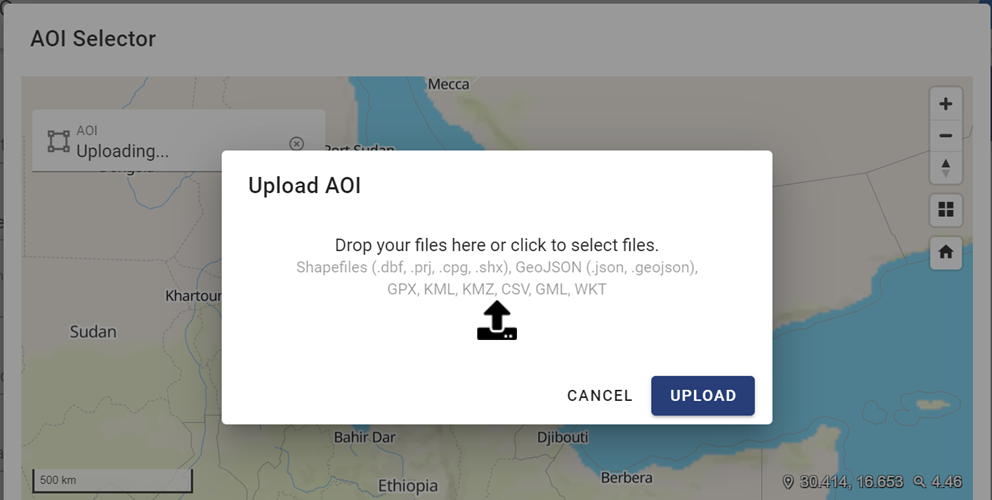 AOI Selector
Mecca
AOI
Uploading...
Port Sudan
Dongola
Upload AOI
Drop your files here or click to select files.
Shapefiles (.dbf, .prj, .cpg, .shx), GeoJSON (.json, .geojson),
GPX, KML, KMZ, CSV, GML, WKT
Khartour
Sudan
CANCEL
UPLOAD
Bahir Dar
Djibouti
Berbera
500 km
Ethiopia
30.414, 16.653
4.46